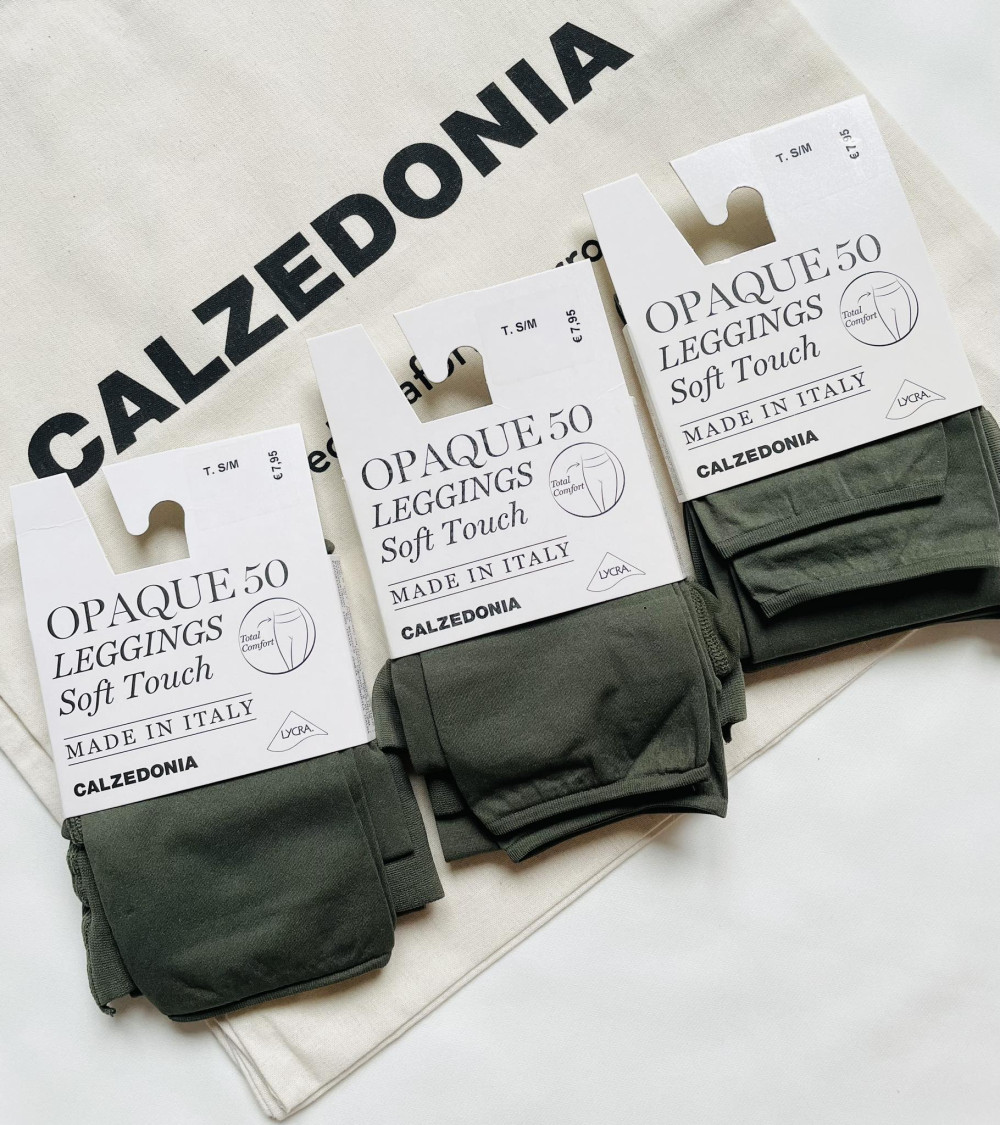 CALZEDONIA
T. S/M
€ 7,95
OPAQUE 50
LEGGINGS
Soft Touch
Total
Comfort
MADE IN ITALY
LYCRA.
CALZEDONIA
T. S/M
€ 7,95
OPAQUE 50
LEGGINGS
Soft Touch
Total
Comfort
MADE IN ITALY
LYCRA.
CALZEDONIA
T. S/M
€ 7,95
OPAQUE 50
LEGGINGS
Soft Touch
Total
Comfort
MADE IN ITALY
LYCRA.
CALZEDONIA